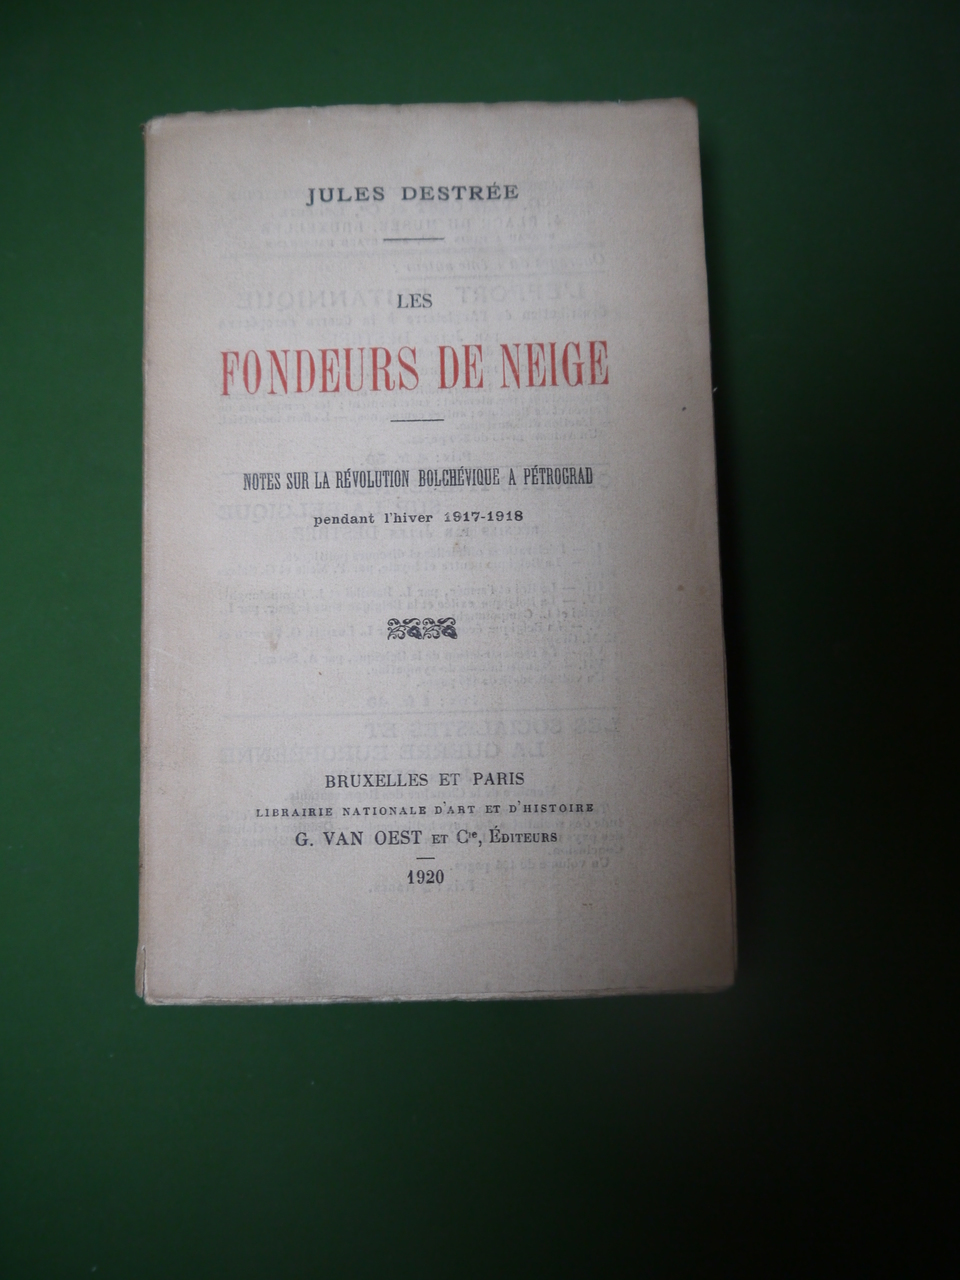 JULES DESTRÉE
LES
FONDEURS DE NEIGE
NOTES SUR LA RÉVOLUTION BOLCHÉVIQUE A PÉTROGRAD
pendant l'hiver 1917-1918
BRUXELLES ET PARIS
LIBRAIRIE NATIONALE D'ART ET D'HISTOIRE
G. VAN OEST ET Cie, ÉDITEURS
1920